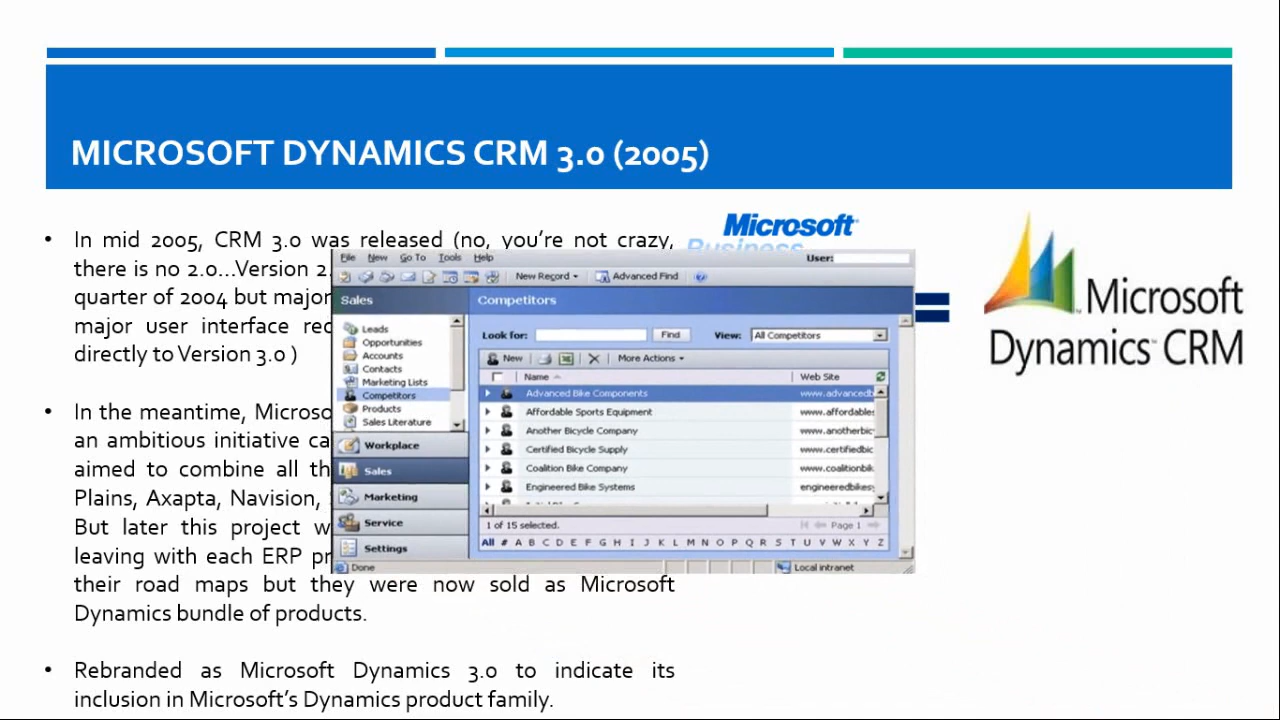 MICROSOFT DYNAMICS CRM 3.0 (2005)
• In mid 2005, CRM 3.0 was released (no, you're not crazy,
there is no 2.0...Version 2.
quarter of 2004 but major
major user interface
directly to Version 3.0 )
• In the meantime,
an ambitious initiative
aimed to combine all
Plains, Axapta, Navision,
But later this project
leaving with each ERP
their road maps but they were now sold as Microsoft
Dynamics bundle of products.
• Rebranded as Microsoft Dynamics 3.0 to indicate its
inclusion in Microsoft's Dynamics product family.
Microsoft
Business
File New Go To Tools Help User:
New Record Advanced Find
Sales
Leads
Opportunities
Accounts
Contacts
Marketing Lists
Competitors
Products
Sales Literature
Workplace
Sales
Marketing
Service
Settings
Competitors
Look for: Find View: All Competitors
New More Actions
Name Web Site
Advanced Bike Components www.advancedb
Affordable Sports Equipment www.affordables
Another Bicycle Company www.anotherbic
Certified Bicycle Supply www.certifiedbic
Coalition Bike Company www.coalitionbik
Engineered Bike Systems engineeredbikes
1 of 15 selected. Page 1
All # A B C D E F G H I J K L M N O P Q R S T U V W X Y Z
Done Local intranet
Microsoft
Dynamics™ CRM